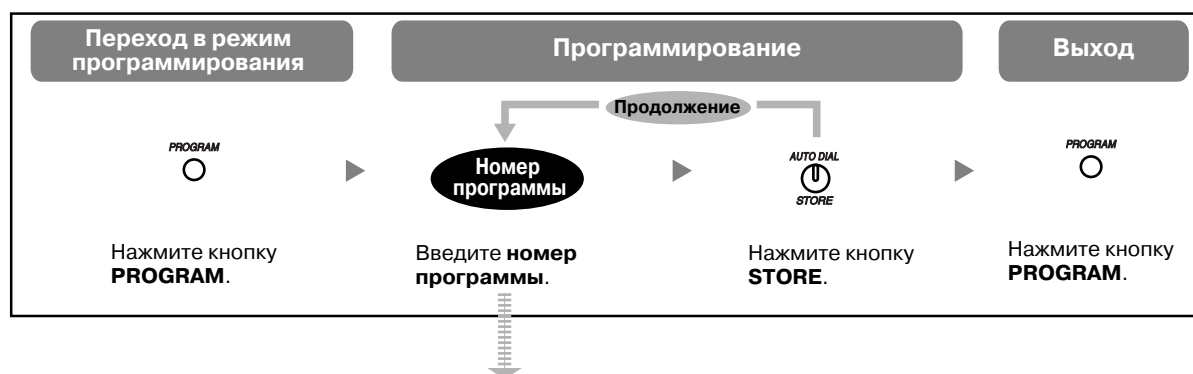 Переход в режим
программирования
Программирование
Выход
Продолжение
PROGRAM
Номер
программы
AUTO DIAL
STORE
PROGRAM
Нажмите кнопку
PROGRAM.
Введите номер
программы.
Нажмите кнопку
STORE.
Нажмите кнопку
PROGRAM.